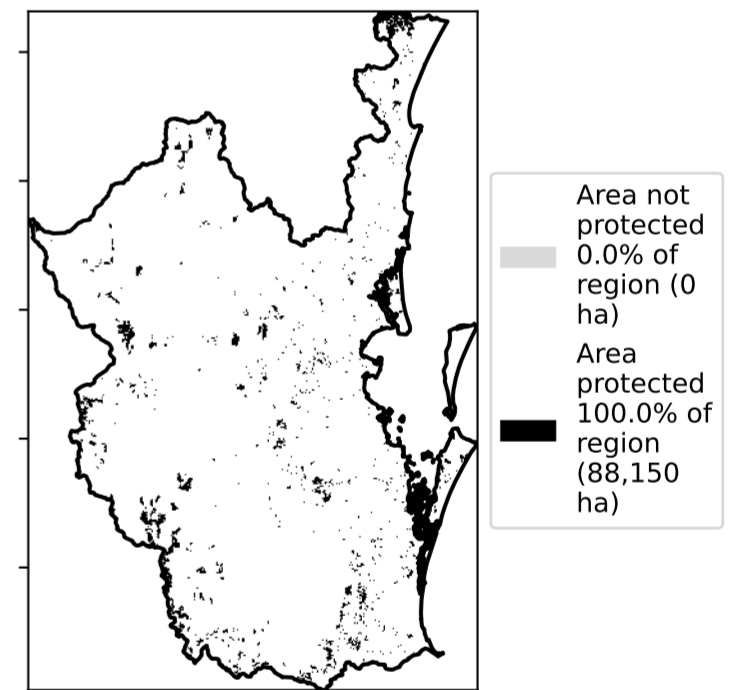 Area not
protected
0.0% of
region (0
ha)
Area
protected
100.0% of
region
(88,150
ha)